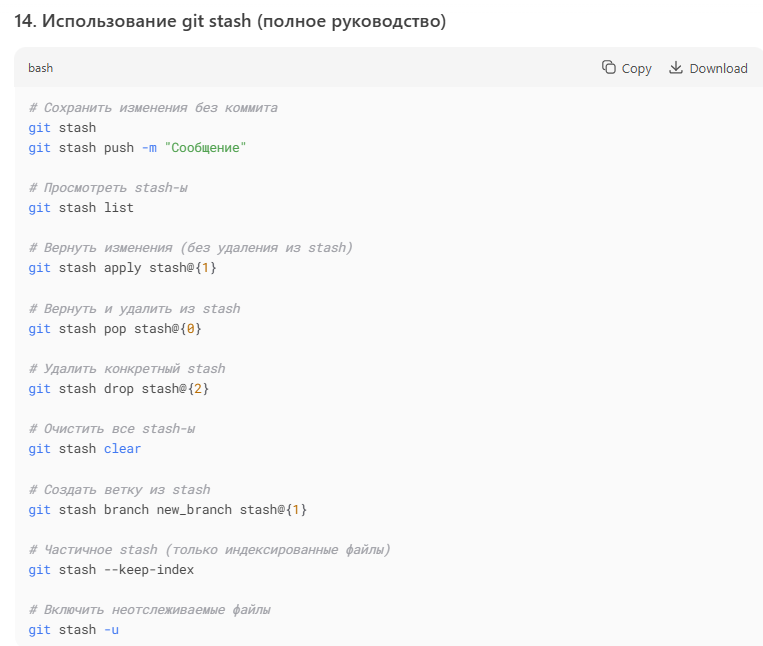 14. Использование git stash (полное руководство)
bash
Copy
Download
# Сохранить изменения без коммита
git stash
git stash push -m "Сообщение"
# Просмотреть stash-ы
git stash list
# Вернуть изменения (без удаления из stash)
git stash apply stash@{1}
# Вернуть и удалить из stash
git stash pop stash@{0}
# Удалить конкретный stash
git stash drop stash@{2}
# Очистить все stash-ы
git stash clear
# Создать ветку из stash
git stash branch new_branch stash@{1}
# Частичное stash (только индексированные файлы)
git stash --keep-index
# Включить неотслеживаемые файлы
git stash -u